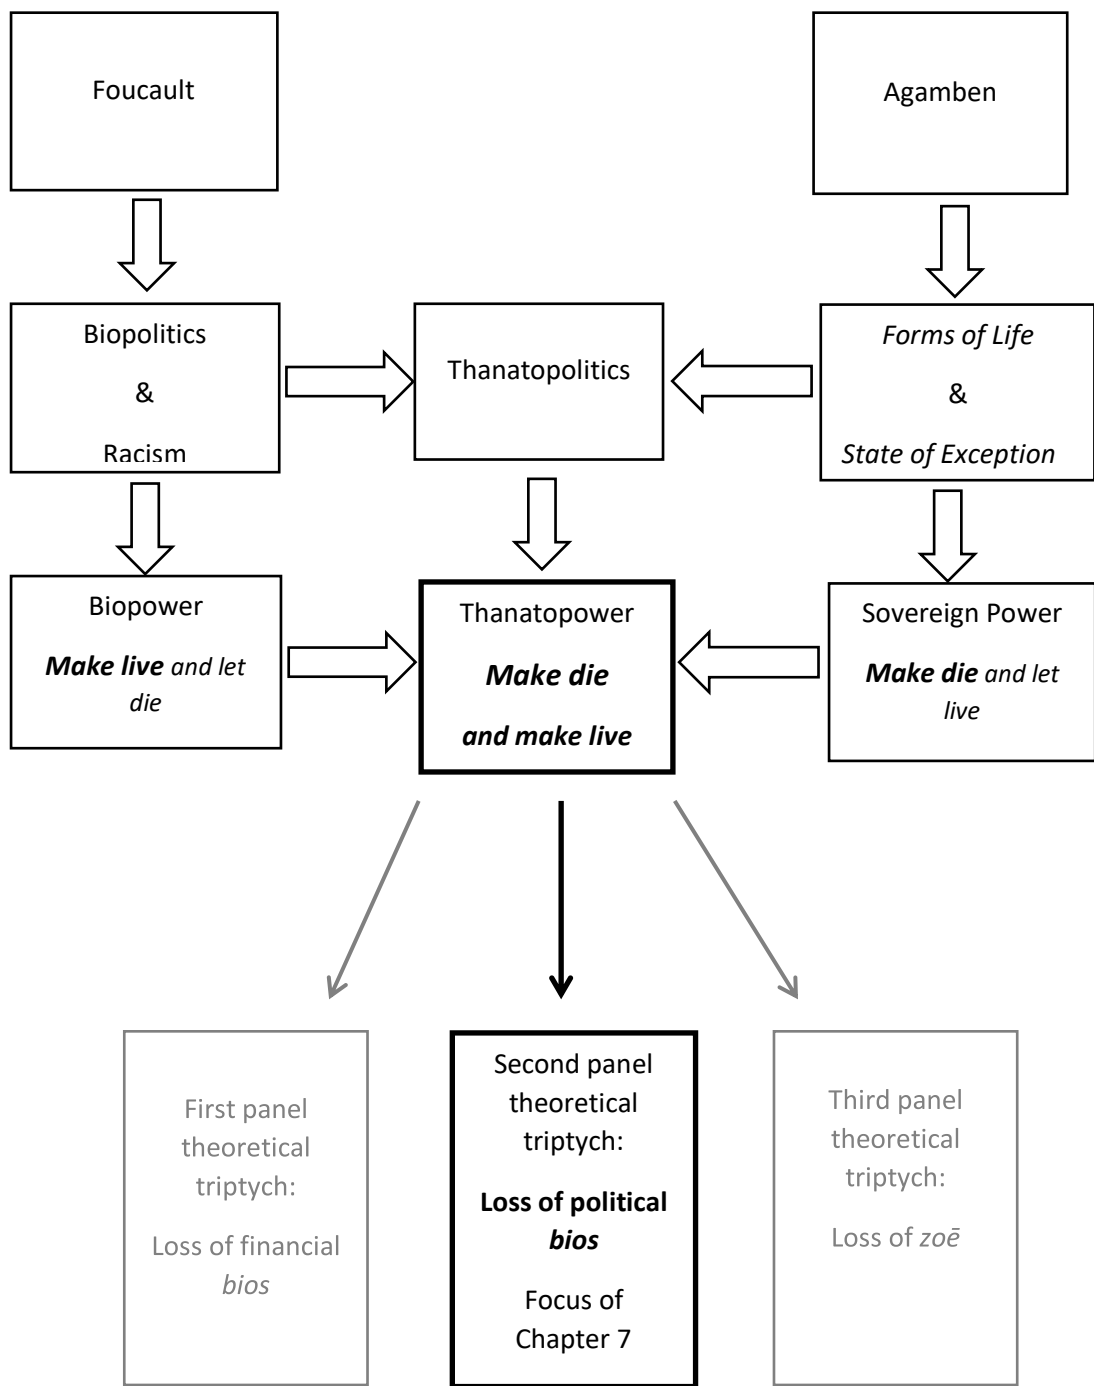 Foucault
Agamben
Biopolitics
&
Racism
Thanatopolitics
Forms of Life
&
State of Exception
Biopower
Make live and let
die
Thanatopower
Make die
and make live
Sovereign Power
Make die and let
live
First panel
theoretical
triptych:
Loss of financial
bios
Second panel
theoretical
triptych:
Loss of political
bios
Focus of
Chapter 7
Third panel
theoretical
triptych:
Loss of zoē